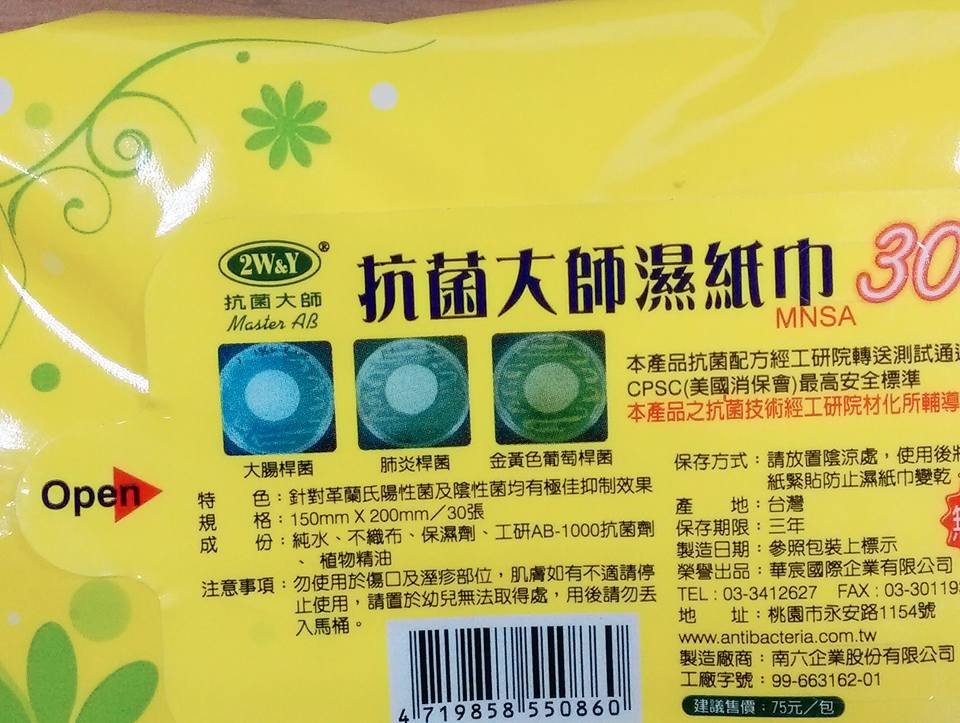 2W&Y®
抗菌大師
Master AB
抗菌大師濕紙巾 30
MNSA
本產品抗菌配方經工研院轉送測試通
CPSC(美國消保會)最高安全標準
本產品之抗菌技術經工研院材化所輔導
大腸桿菌 肺炎桿菌 金黃色葡萄桿菌
Open
特 色：針對革蘭氏陽性菌及陰性菌均有極佳抑制效果
規 格：150mm X 200mm／30張
成 份：純水、不織布、保濕劑、工研AB-1000抗菌劑
、植物精油
注意事項：勿使用於傷口及溼疹部位，肌膚如有不適請停
止使用，請置於幼兒無法取得處，用後請勿丟
入馬桶。
保存方式：請放置陰涼處，使用後將
紙緊貼防止濕紙巾變乾。
產 地：台灣
保存期限：三年
製造日期：參照包裝上標示
榮譽出品：華宸國際企業有限公司
TEL：03-3412627 FAX：03-30119
地 址：桃園市永安路1154號
www.antibacteria.com.tw
製造廠商：南六企業股份有限公司
工廠字號：99-663162-01
建議售價：75元／包
4 719858 550860